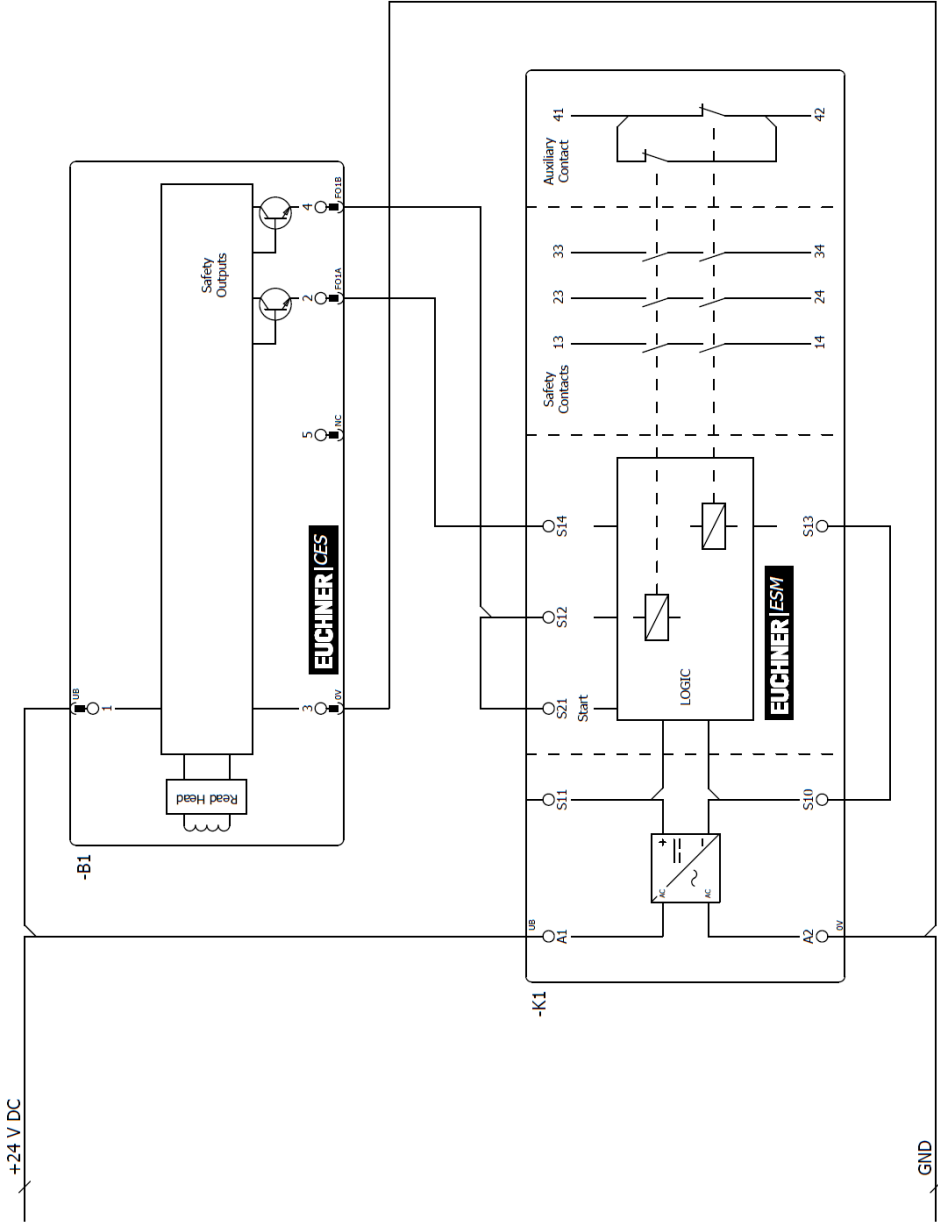 +24 V DC
GND
-B1
Read Head
UB
1
3
0V
EUCHNER|CES
5
NC
2
FO1A
4
FO1B
Safety
Outputs
-K1
UB
A1
A2
0V
AC
AC
+
-
~
S11
S10
S21
Start
S12
S14
S13
LOGIC
EUCHNER|ESM
Safety
Contacts
13
14
23
24
33
34
Auxiliary
Contact
41
42